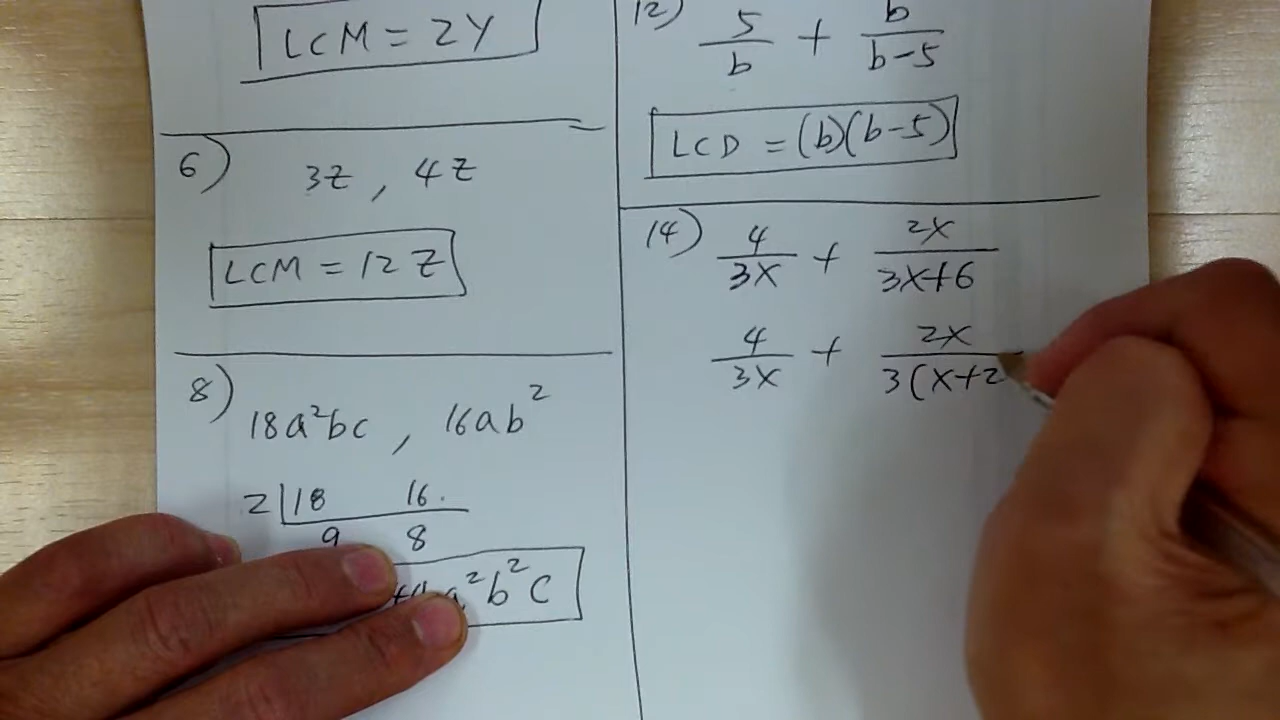 LCM = 2Y
6) 3Z , 4Z
LCM = 12Z
8) 18a²bc , 16ab²
2 18 16
9 8
a²b²c
12) 5/b + b/(b-5)
LCD = (b)(b-5)
14) 4/3X + 2X/3X+6
4/3X + 2X/3(X+2